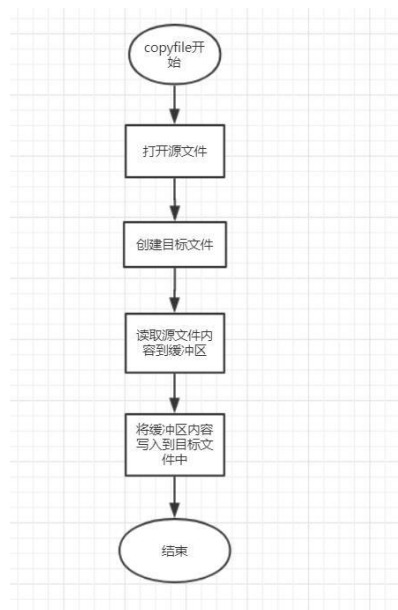 copyfile开
始
打开源文件
创建目标文件
读取源文件内
容到缓冲区
将缓冲区内容
写入到目标文
件中
结束